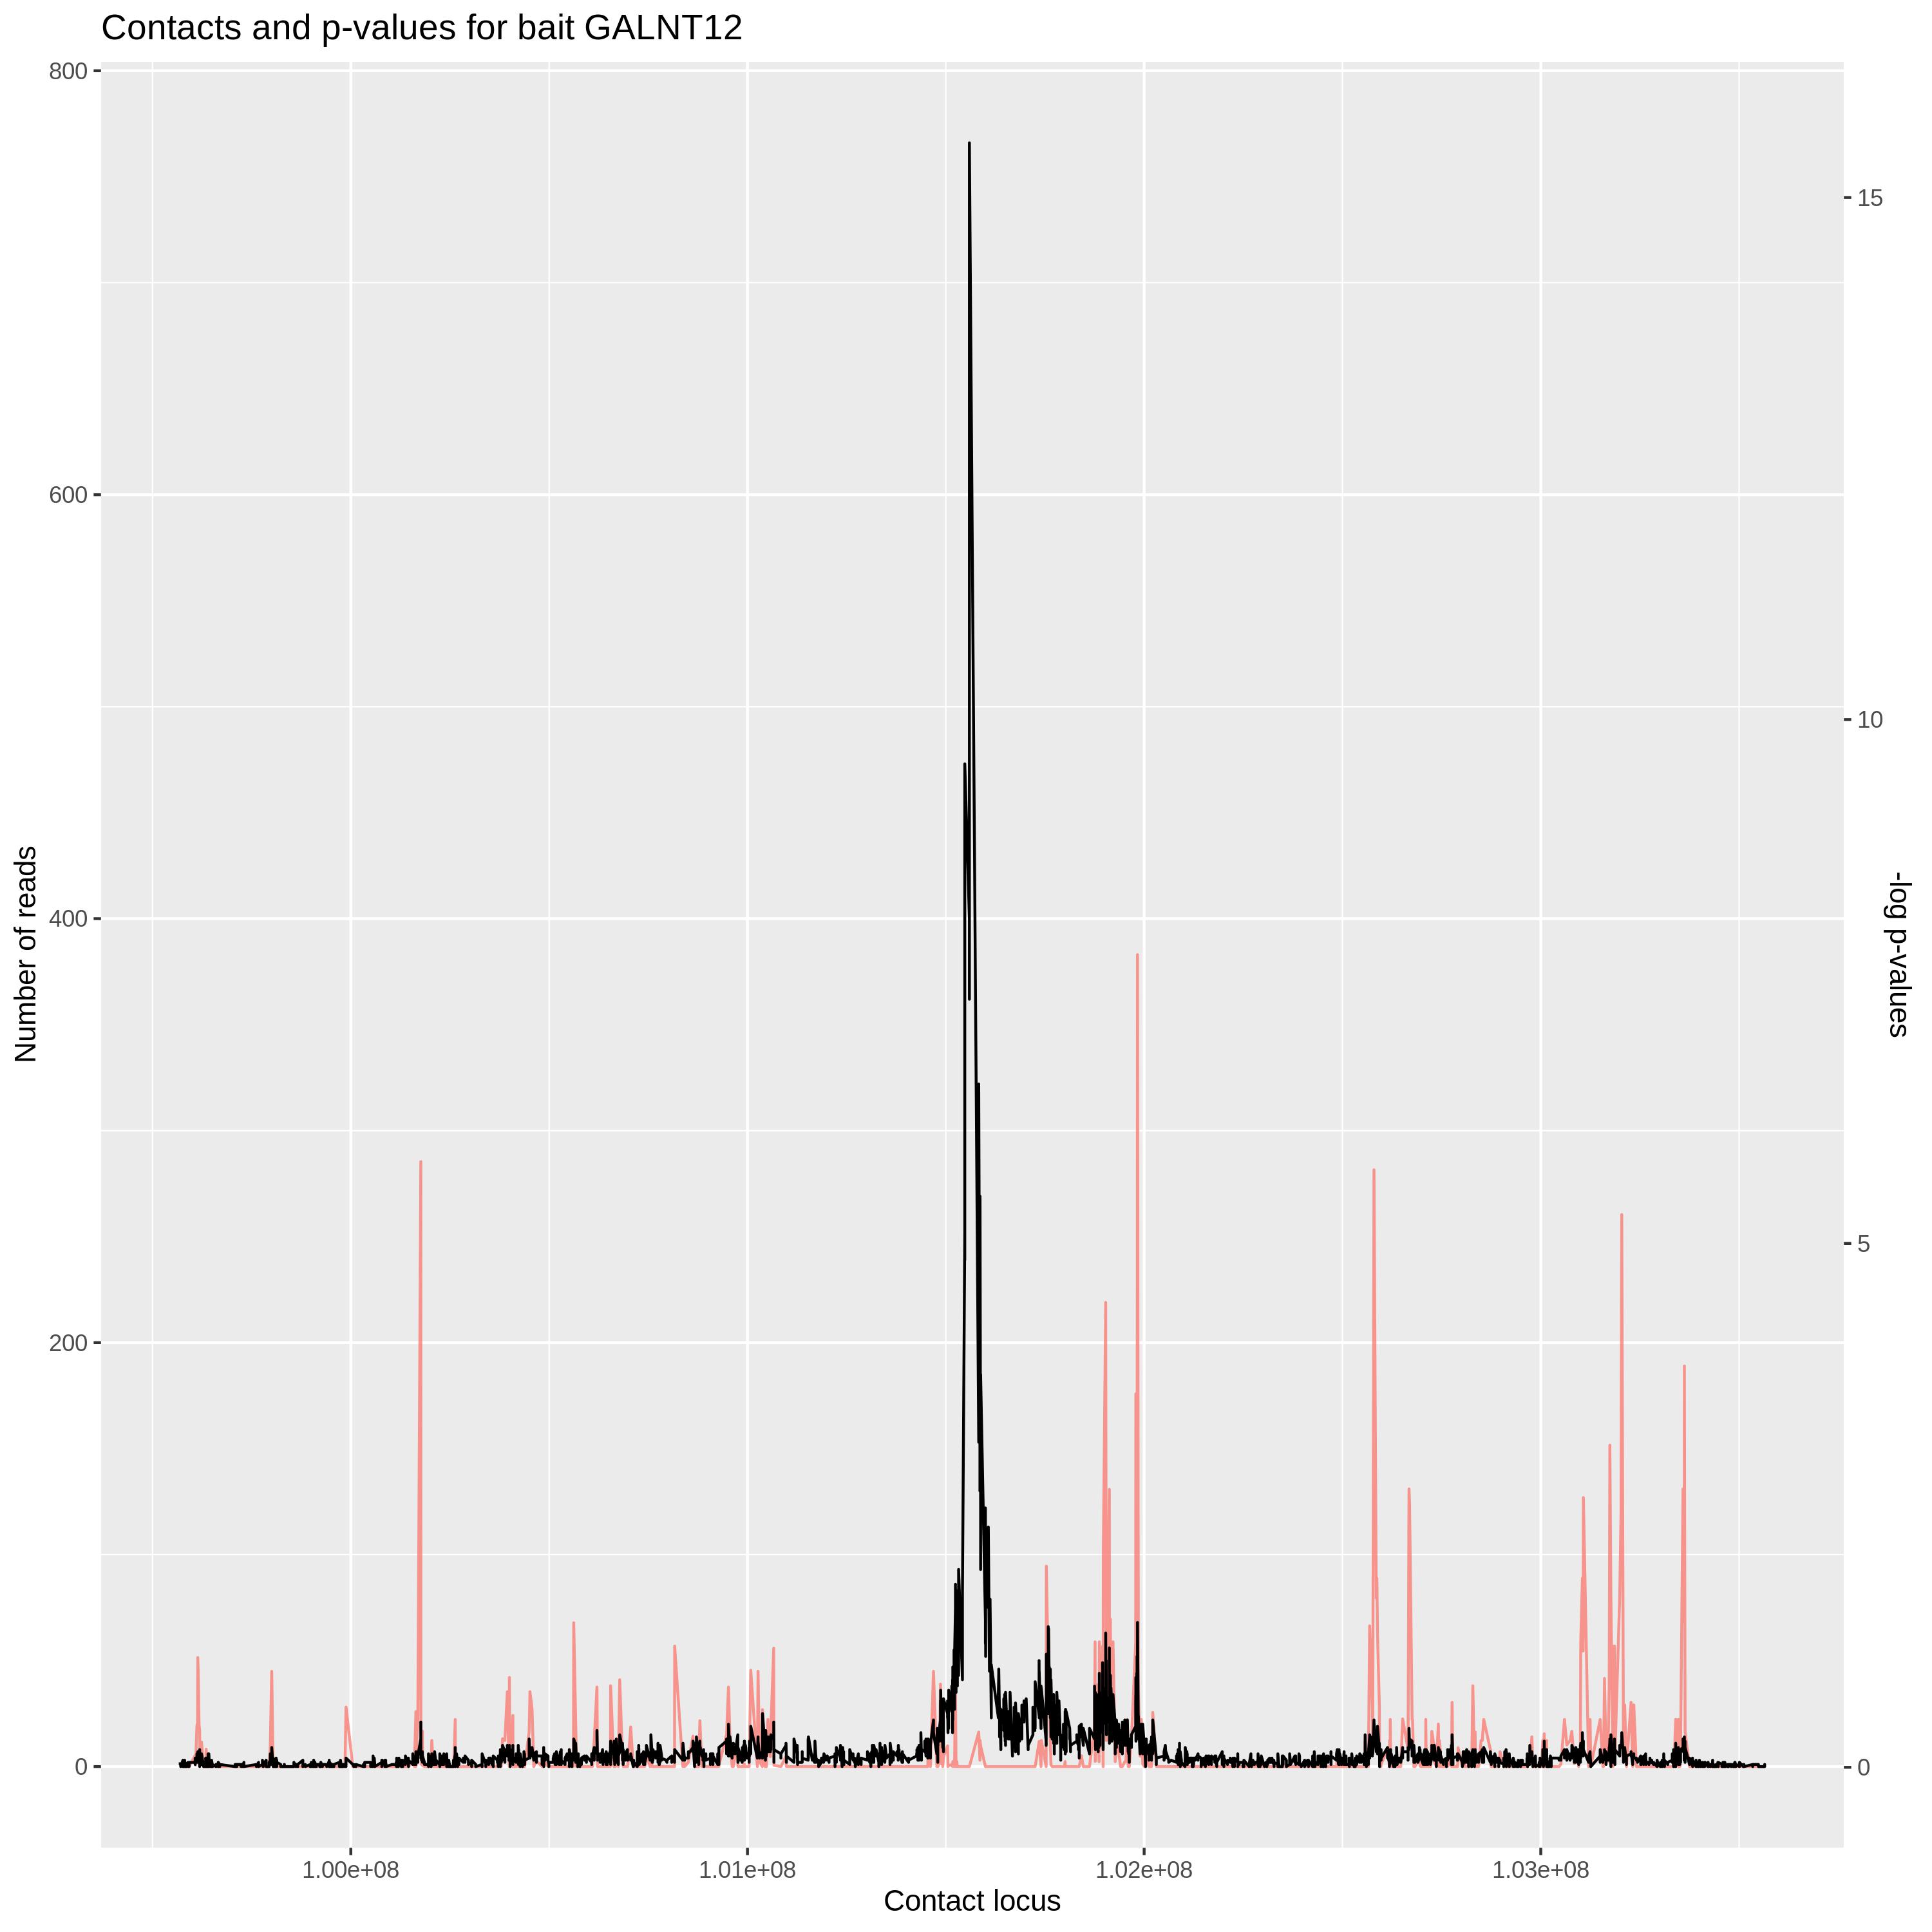 Contacts and p-values for bait GALNT12
800
600
400
200
0
Number of reads
15
10
5
0
-log p-values
1.00e+08
1.01e+08
1.02e+08
1.03e+08
Contact locus